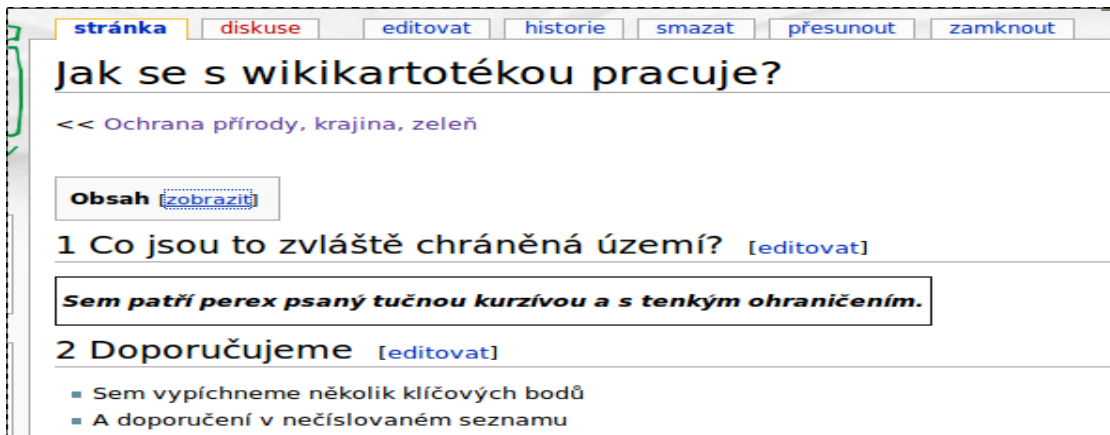 stránka diskuse editovat historie smazat přesunout zamknout
Jak se s wikikartotékou pracuje?
<< Ochrana přírody, krajina, zeleň
Obsah [zobrazit]
1 Co jsou to zvláště chráněná území? [editovat]
Sem patří perex psaný tučnou kurzívou a s tenkým ohraničením.
2 Doporučujeme [editovat]
Sem vypíchneme několik klíčových bodů
A doporučení v nečíslovaném seznamu